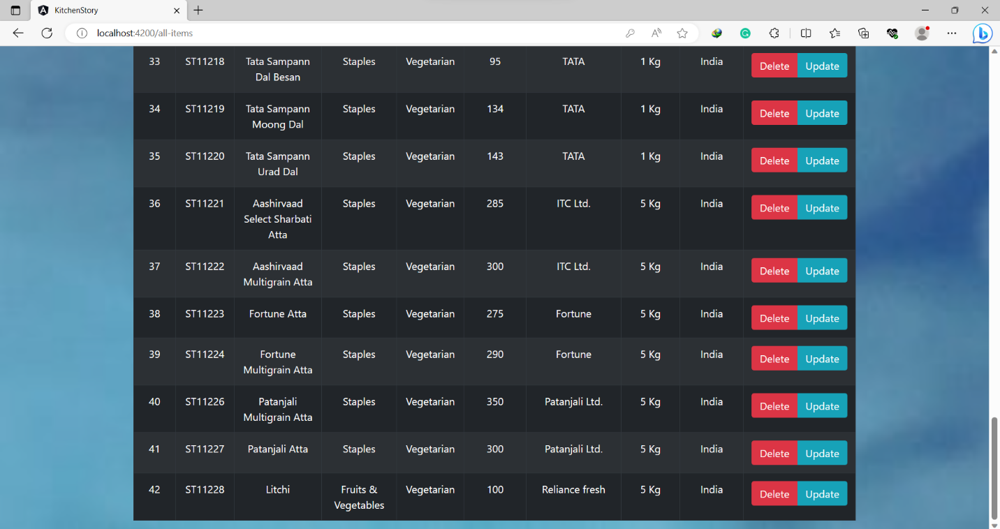 KitchenStory
localhost:4200/all-items
33 ST11218 Tata Sampann Staples Vegetarian 95 TATA 1 Kg India Delete Update
Dal Besan
34 ST11219 Tata Sampann Staples Vegetarian 134 TATA 1 Kg India Delete Update
Moong Dal
35 ST11220 Tata Sampann Staples Vegetarian 143 TATA 1 Kg India Delete Update
Urad Dal
36 ST11221 Aashirvaad Staples Vegetarian 285 ITC Ltd. 5 Kg India Delete Update
Select Sharbati
Atta
37 ST11222 Aashirvaad Staples Vegetarian 300 ITC Ltd. 5 Kg India Delete Update
Multigrain Atta
38 ST11223 Fortune Atta Staples Vegetarian 275 Fortune 5 Kg India Delete Update
39 ST11224 Fortune Staples Vegetarian 290 Fortune 5 Kg India Delete Update
Multigrain Atta
40 ST11226 Patanjali Staples Vegetarian 350 Patanjali Ltd. 5 Kg India Delete Update
Multigrain Atta
41 ST11227 Patanjali Atta Staples Vegetarian 300 Patanjali Ltd. 5 Kg India Delete Update
42 ST11228 Litchi Fruits & Vegetarian 100 Reliance fresh 5 Kg India Delete Update
Vegetables